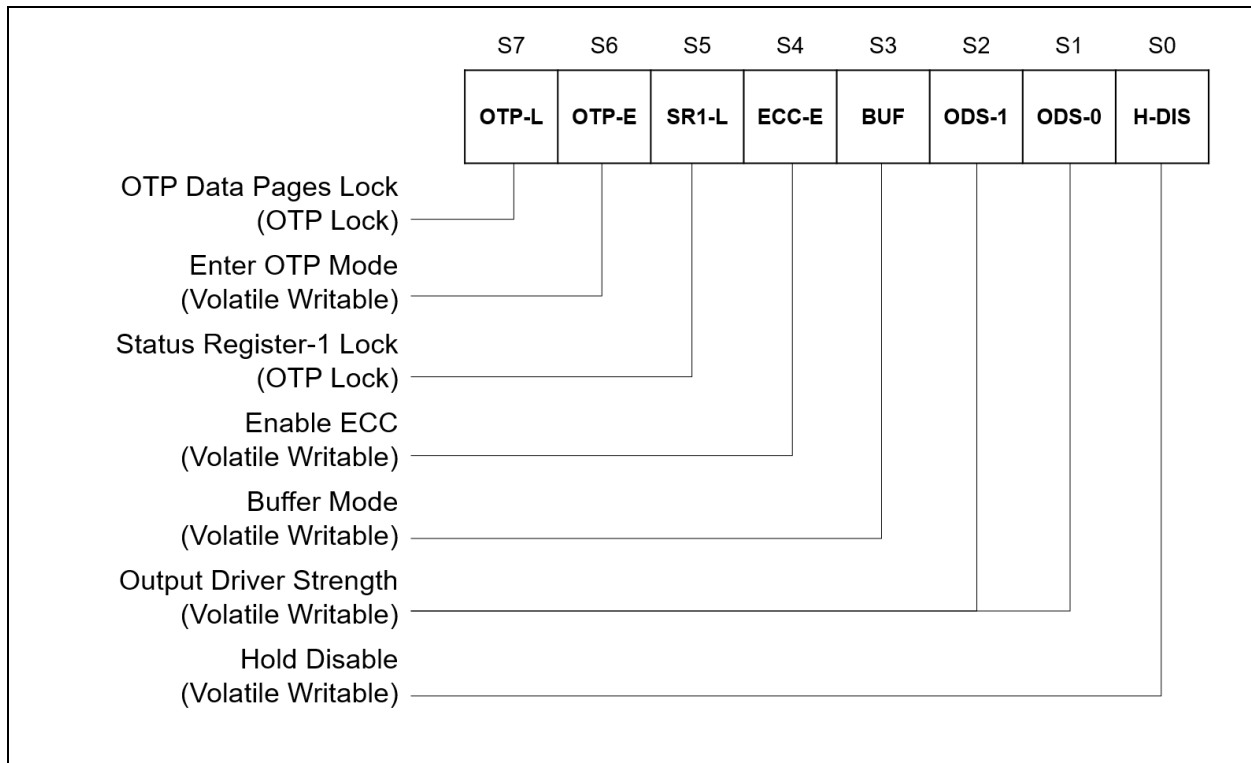 S7 S6 S5 S4 S3 S2 S1 S0
OTP-L OTP-E SR1-L ECC-E BUF ODS-1 ODS-0 H-DIS
OTP Data Pages Lock
(OTP Lock)
Enter OTP Mode
(Volatile Writable)
Status Register-1 Lock
(OTP Lock)
Enable ECC
(Volatile Writable)
Buffer Mode
(Volatile Writable)
Output Driver Strength
(Volatile Writable)
Hold Disable
(Volatile Writable)